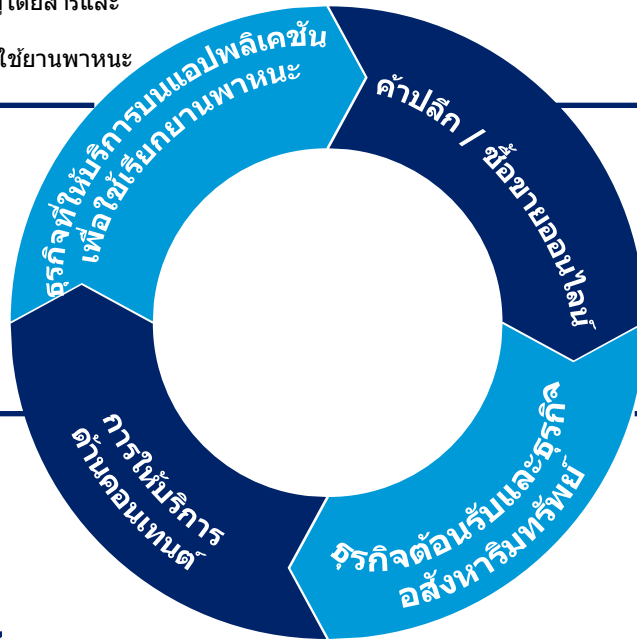 โดยสารและ
ใช้ยานพาหนะ
ธุรกิจที่ให้บริการบนแอปพลิเคชัน
เพื่อใช้เรียกยานพาหนะ
ค้าปลีก / ซื้อขายออนไลน์
การให้บริการ
ด้านคอนเทนต์
ธุรกิจต้อนรับและธุรกิจ
อสังหาริมทรัพย์